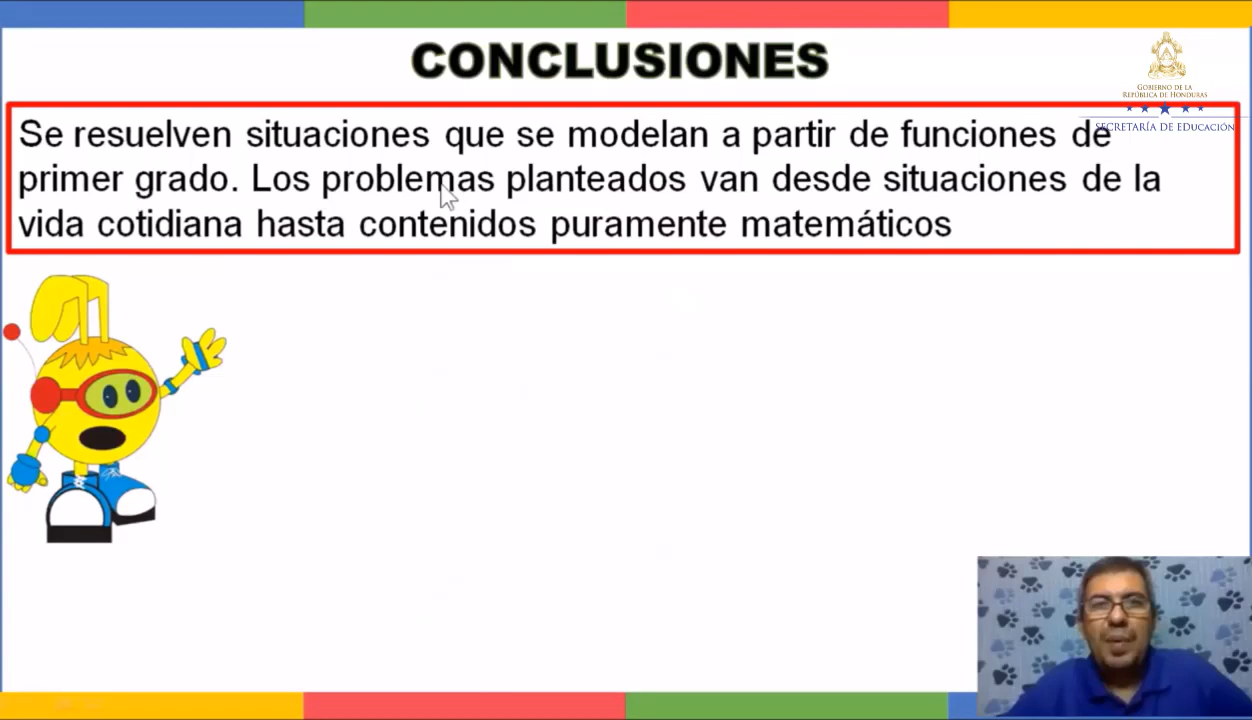 CONCLUSIONES
GOBIERNO DE LA
REPÚBLICA DE HONDURAS
SECRETARÍA DE EDUCACIÓN
Se resuelven situaciones que se modelan a partir de funciones de
primer grado. Los problemas planteados van desde situaciones de la
vida cotidiana hasta contenidos puramente matemáticos